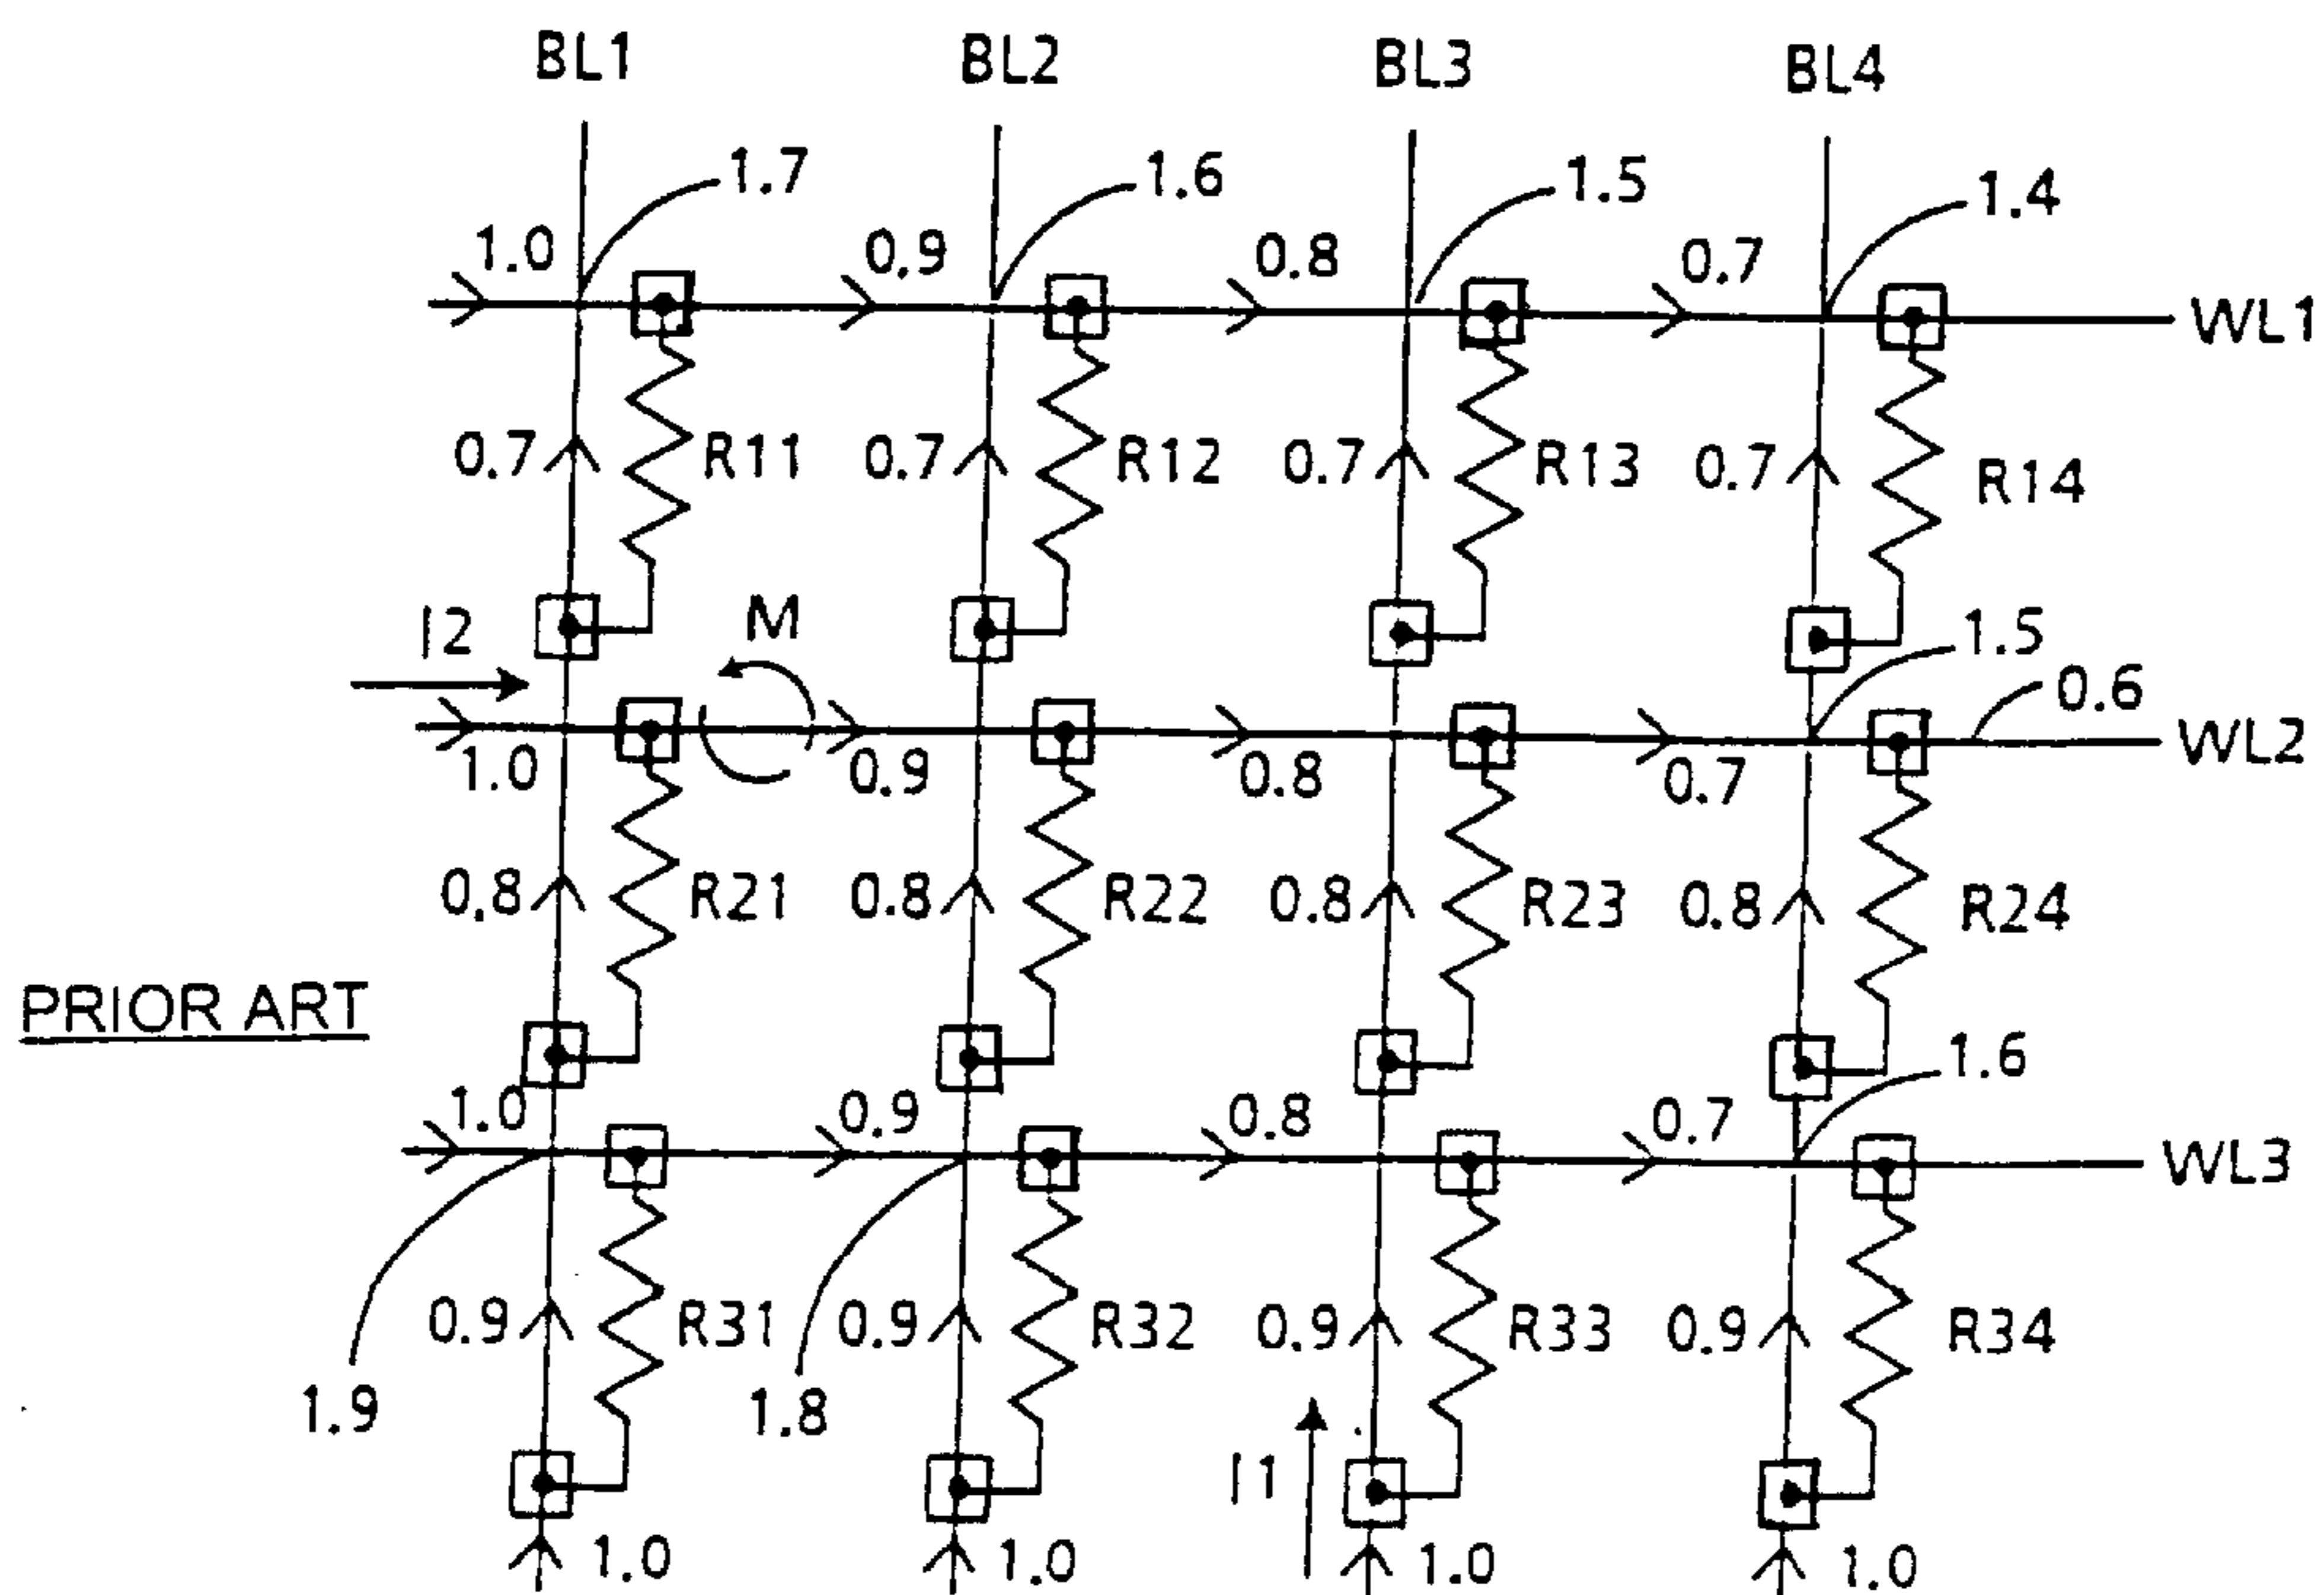 BL1 BL2 BL3 BL4
1.7 1.6 1.5 1.4
1.0 0.9 0.8 0.7
WL1
0.7 R11 0.7 R12 0.7 R13 0.7 R14
I2 M 1.5
0.6
WL2
1.0 0.9 0.8 0.7
0.8 R21 0.8 R22 0.8 R23 0.8 R24
PRIOR ART
1.6
1.0 0.9 0.8 0.7
WL3
0.9 R31 0.9 R32 0.9 R33 0.9 R34
1.9 1.8
I1
1.0 1.0 1.0 1.0